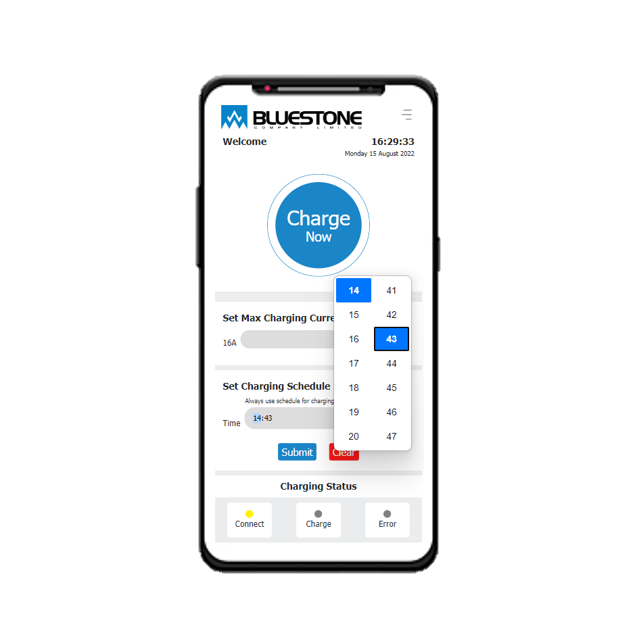 BLUESTONE
COMPANY LIMITED
Welcome
16:29:33
Monday 15 August 2022
Charge
Now
14 41
15 42
16 43
17 44
18 45
19 46
20 47
Set Max Charging Curre
16A
Set Charging Schedule
Always use schedule for charging
Time
14:43
Submit
Clear
Charging Status
Connect
Charge
Error